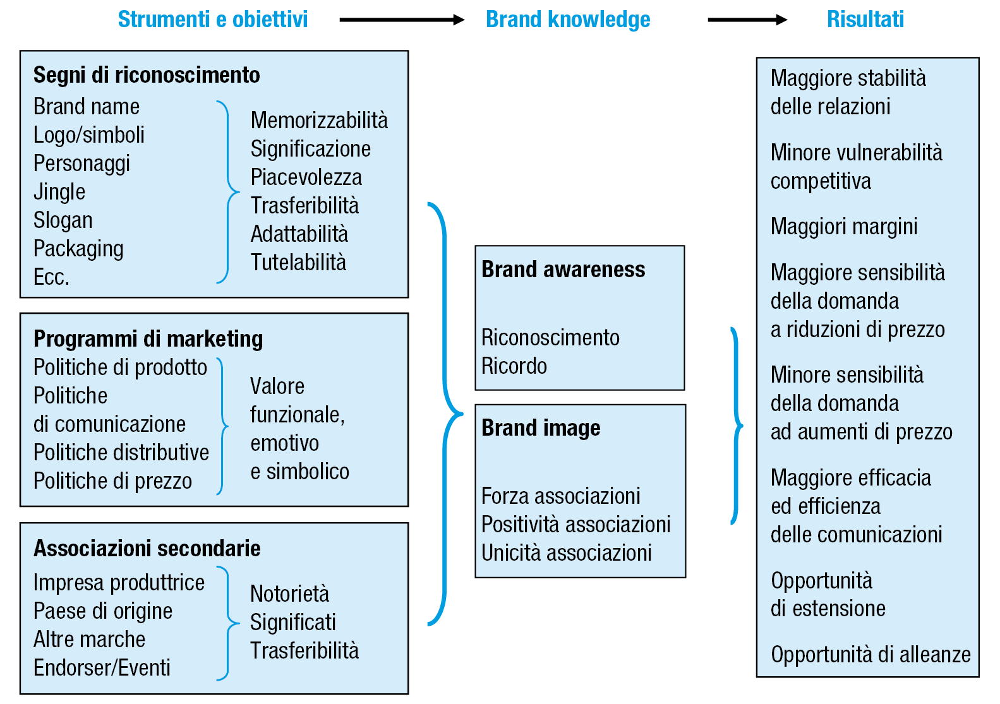 Strumenti e obiettivi
Brand knowledge
Risultati
Segni di riconoscimento
Brand name
Logo/simboli
Personaggi
Jingle
Slogan
Packaging
Ecc.
Memorizzabilità
Significazione
Piacevolezza
Trasferibilità
Adattabilità
Tutelabilità
Programmi di marketing
Politiche di prodotto
Politiche
di comunicazione
Politiche distributive
Politiche di prezzo
Valore
funzionale,
emotivo
e simbolico
Associazioni secondarie
Impresa produttrice
Paese di origine
Altre marche
Endorser/Eventi
Notorietà
Significati
Trasferibilità
Brand awareness
Riconoscimento
Ricordo
Brand image
Forza associazioni
Positività associazioni
Unicità associazioni
Maggiore stabilità
delle relazioni
Minore vulnerabilità
competitiva
Maggiori margini
Maggiore sensibilità
della domanda
a riduzioni di prezzo
Minore sensibilità
della domanda
ad aumenti di prezzo
Maggiore efficacia
ed efficienza
delle comunicazioni
Opportunità
di estensione
Opportunità di alleanze